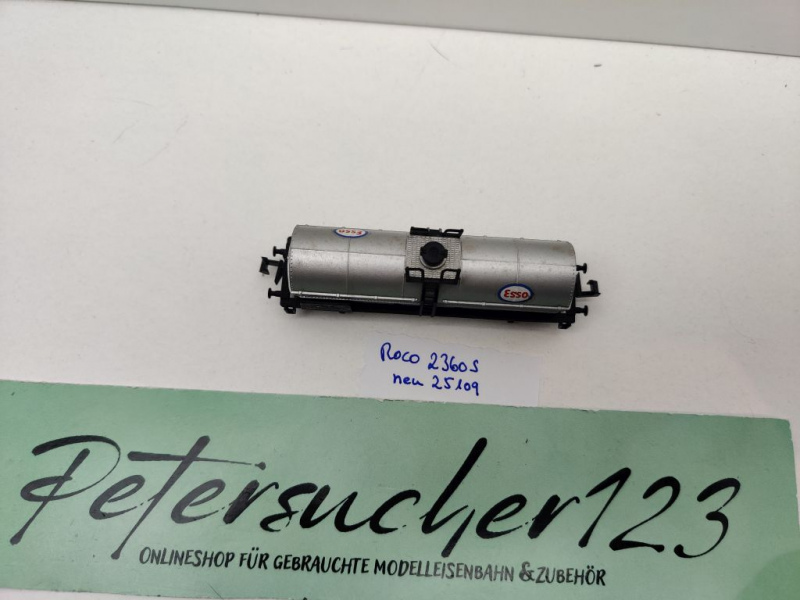 Esso
Esso
Roco 2360S
neu 25109
Petersucher123
ONLINESHOP FÜR GEBRAUCHTE MODELLEISENBAHN & ZUBEHÖR